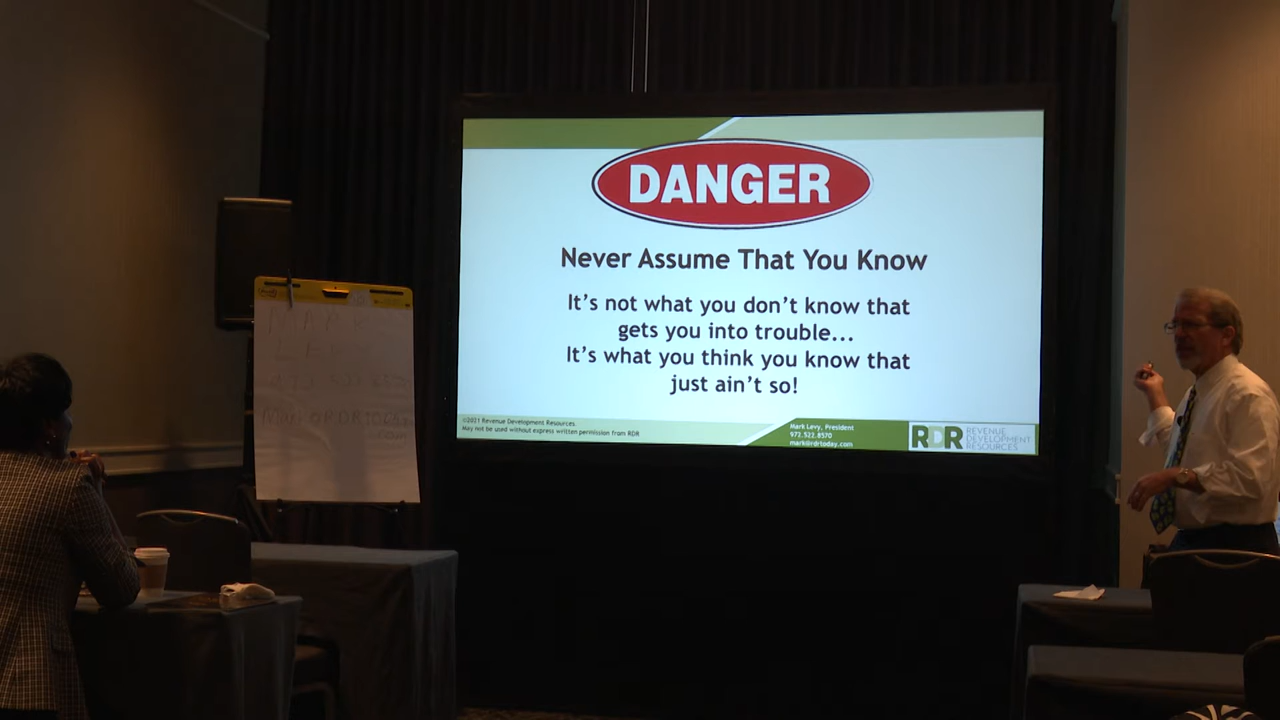 DANGER
Never Assume That You Know
It's not what you don't know that
gets you into trouble...
It's what you think you know that
just ain't so!
©2021 Revenue Development Resources
May not be used without express written permission from RDR
Mark Levy, President
972.522.8570
mark@rdrtoday.com
RDR
REVENUE
DEVELOPMENT
RESOURCES
MARK